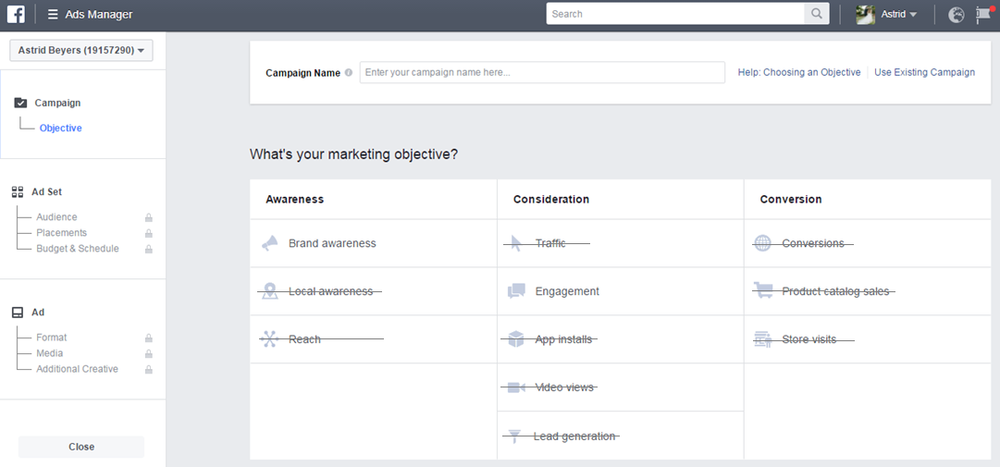 f Ads Manager Search Astrid
Astrid Beyers (19157290)
Campaign Name Enter your campaign name here... Help: Choosing an Objective Use Existing Campaign
Campaign
Objective
What's your marketing objective?
Ad Set
Audience
Placements
Budget & Schedule
Ad
Format
Media
Additional Creative
Close
Awareness Consideration Conversion
Brand awareness Traffic Conversions
Local awareness Engagement Product catalog sales
Reach App installs Store visits
Video views
Lead generation